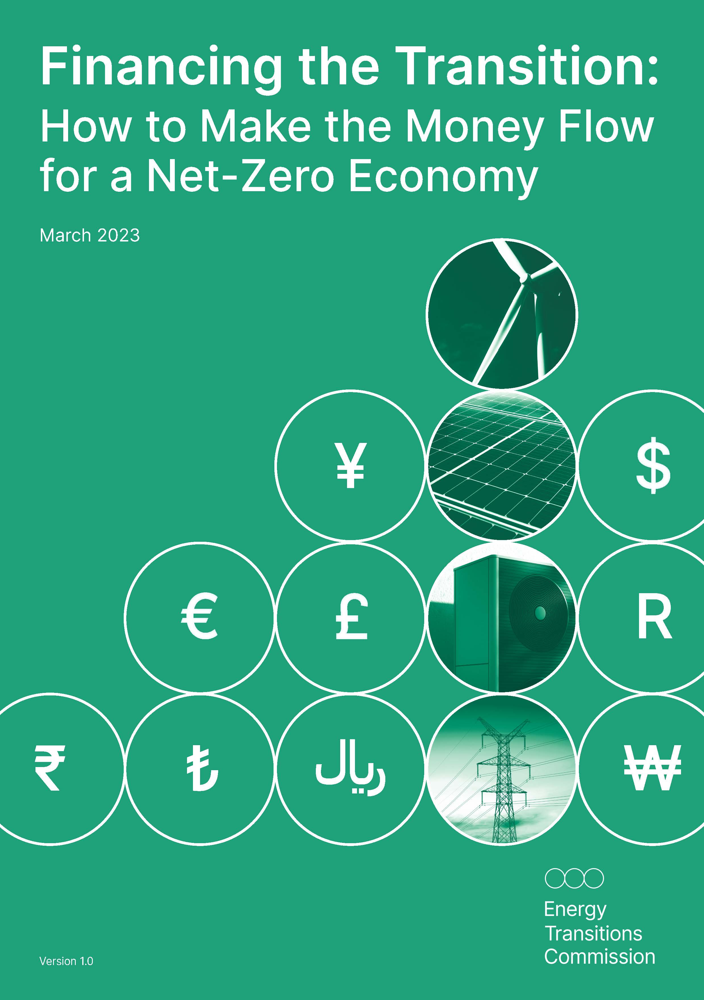 Financing the Transition:
How to Make the Money Flow
for a Net-Zero Economy
March 2023
¥
$
€
£
R
₹
₺
ریال
₩
Energy
Transitions
Commission
Version 1.0